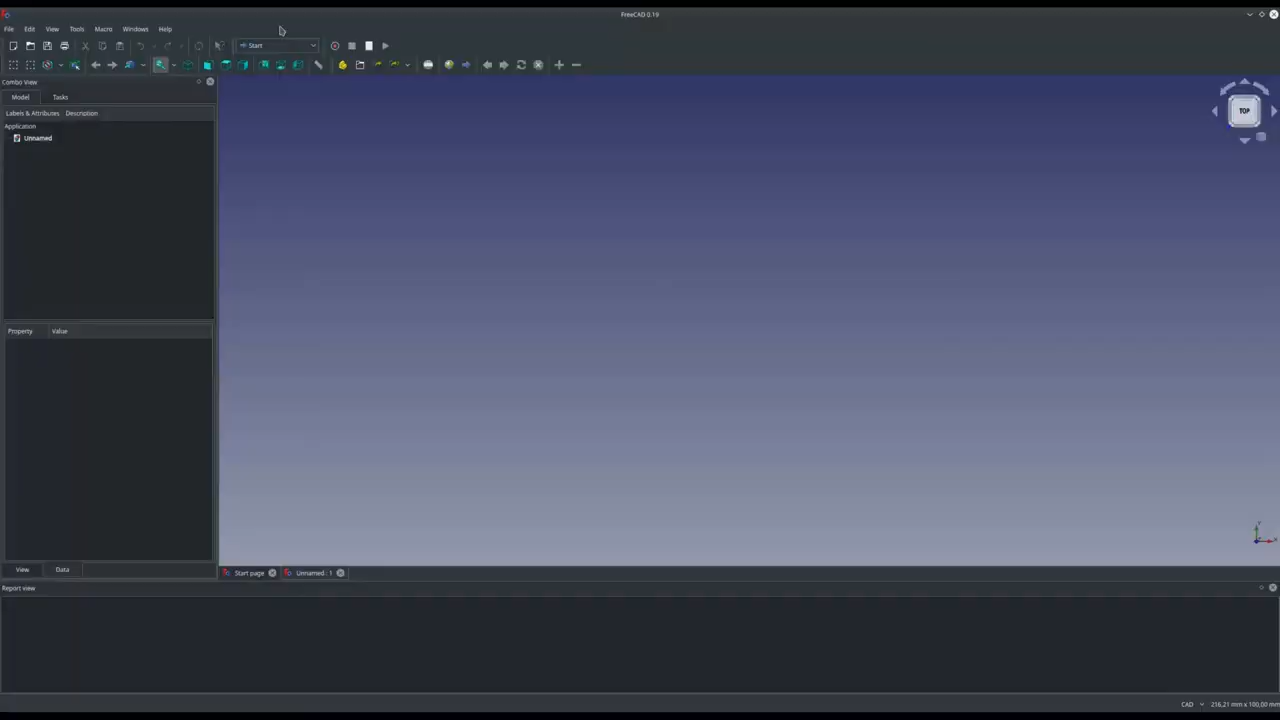 FreeCAD 0.19
File Edit View Tools Macro Windows Help
Start
Combo View
Model Tasks
Labels & Attributes Description
Application
Unnamed
TOP
Property Value
View Data
Start page Unnamed : 1
Report view
CAD 216,21 mm x 100,00 mm